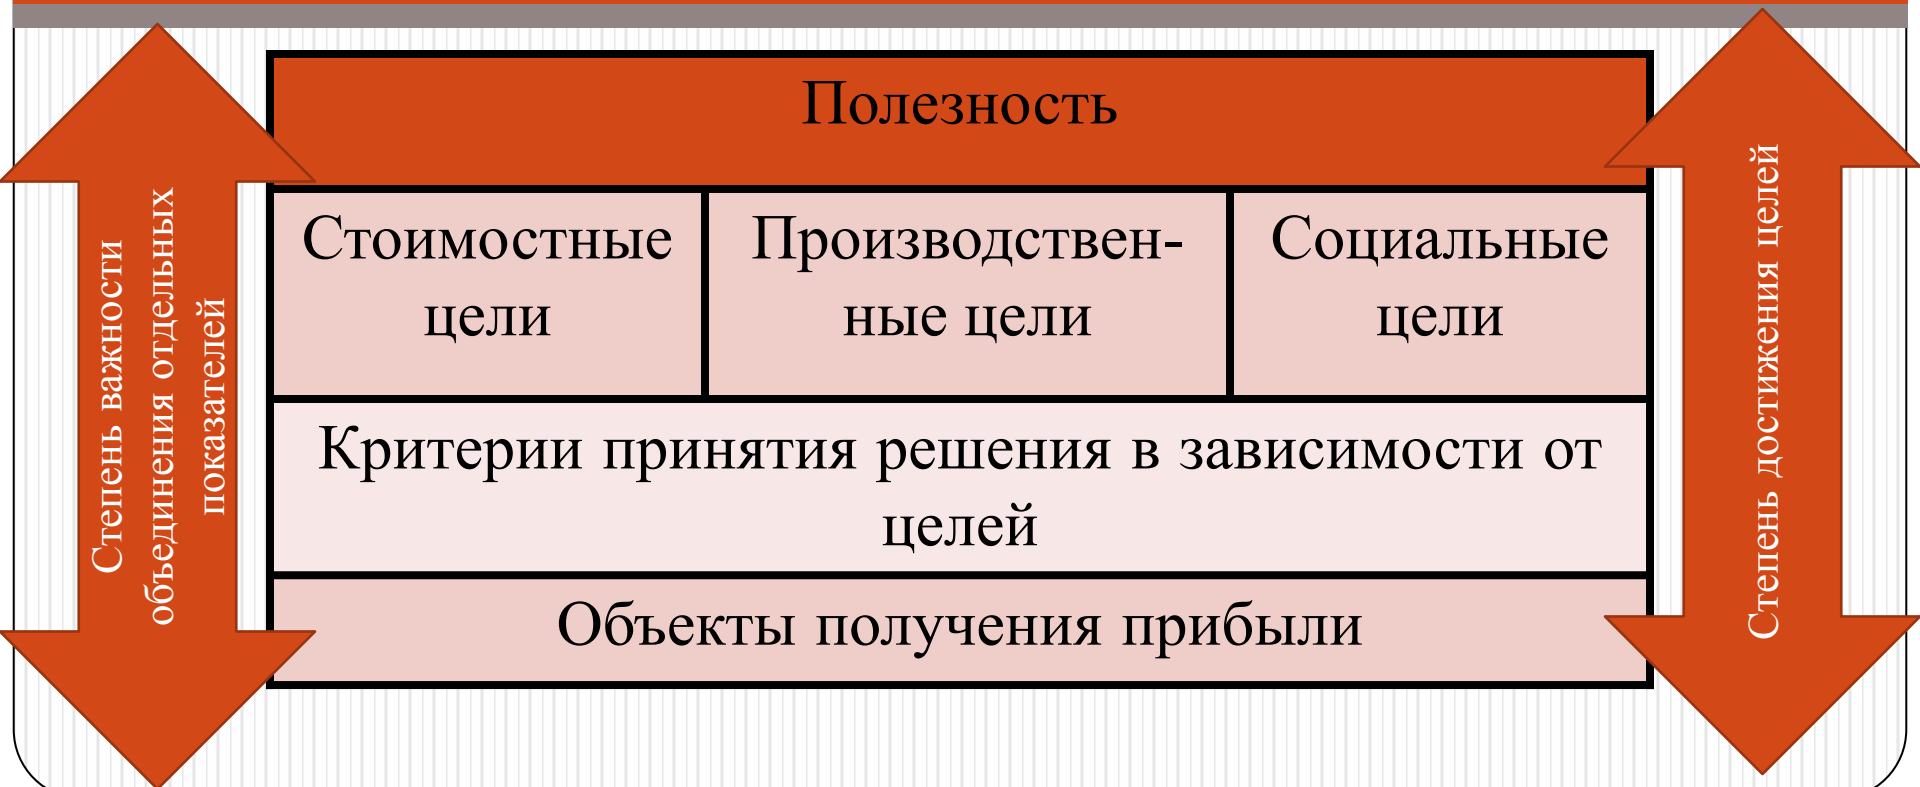 Степень важности
объединения отдельных
показателей
Полезность
Стоимостные
цели
Производствен-
ные цели
Социальные
цели
Критерии принятия решения в зависимости от
целей
Объекты получения прибыли
Степень достижения целей